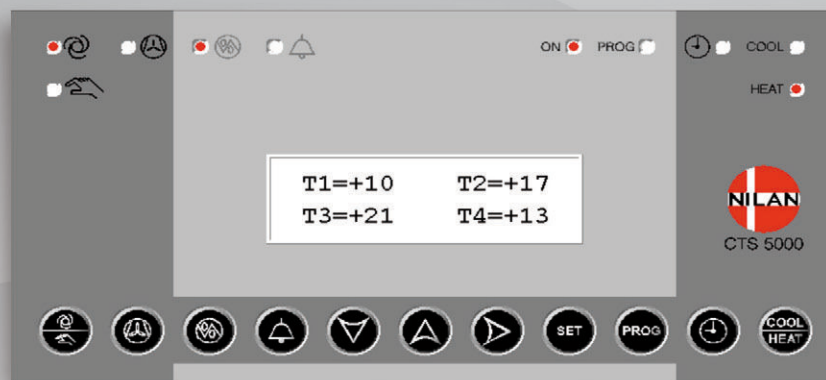 ON PROG COOL
HEAT
T1=+10 T2=+17
T3=+21 T4=+13
NILAN
CTS 5000
SET PROG COOL
HEAT